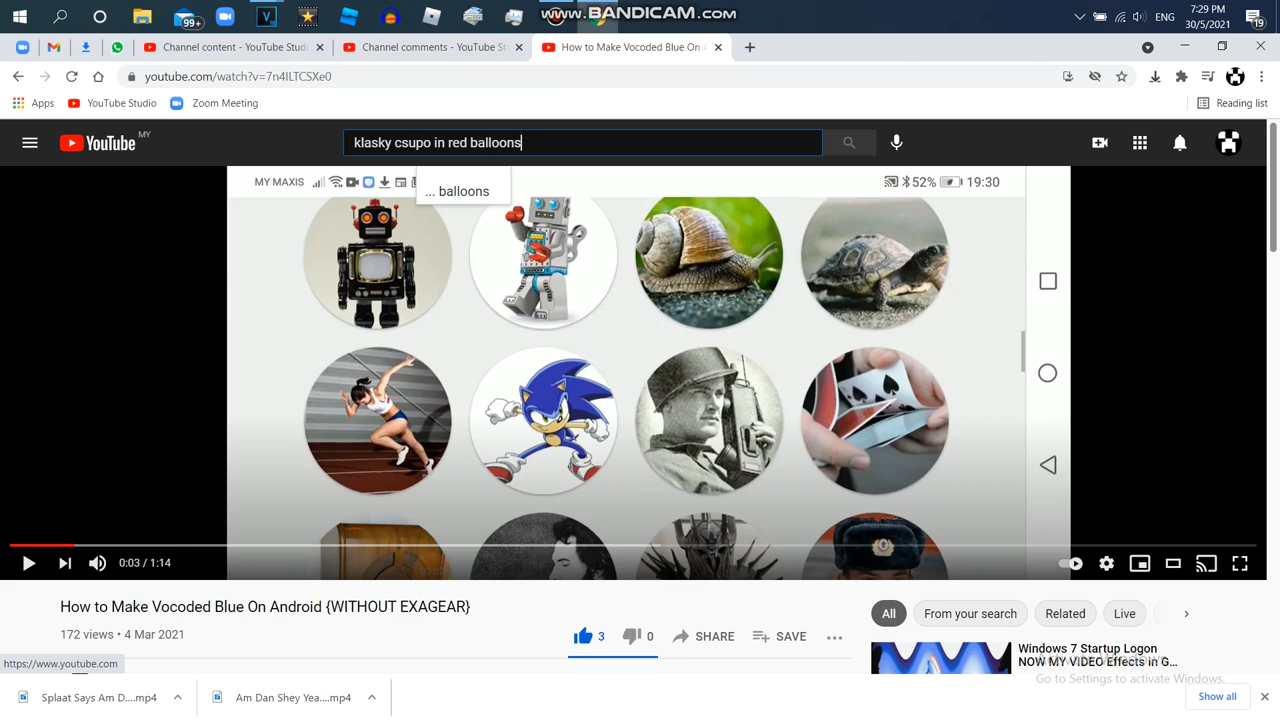 www.BANDICAM.com
99+
ENG
7:29 PM
30/5/2021
19
Channel content - YouTube Studi
Channel comments - YouTube St
How to Make Vocoded Blue On A
youtube.com/watch?v=7n4ILTCSXe0
Apps
YouTube Studio
Zoom Meeting
Reading list
YouTube MY
klasky csupo in red balloons
... balloons
MY MAXIS
52%
19:30
0:03 / 1:14
How to Make Vocoded Blue On Android {WITHOUT EXAGEAR}
172 views • 4 Mar 2021
3
0
SHARE
SAVE
All
From your search
Related
Live
Windows 7 Startup Logon
NOW MY VIDEO Effects in G...
Activate Windows
Go to Settings to activate Windows.
https://www.youtube.com
Splaat Says Am D....mp4
Am Dan Shey Yea....mp4
Show all